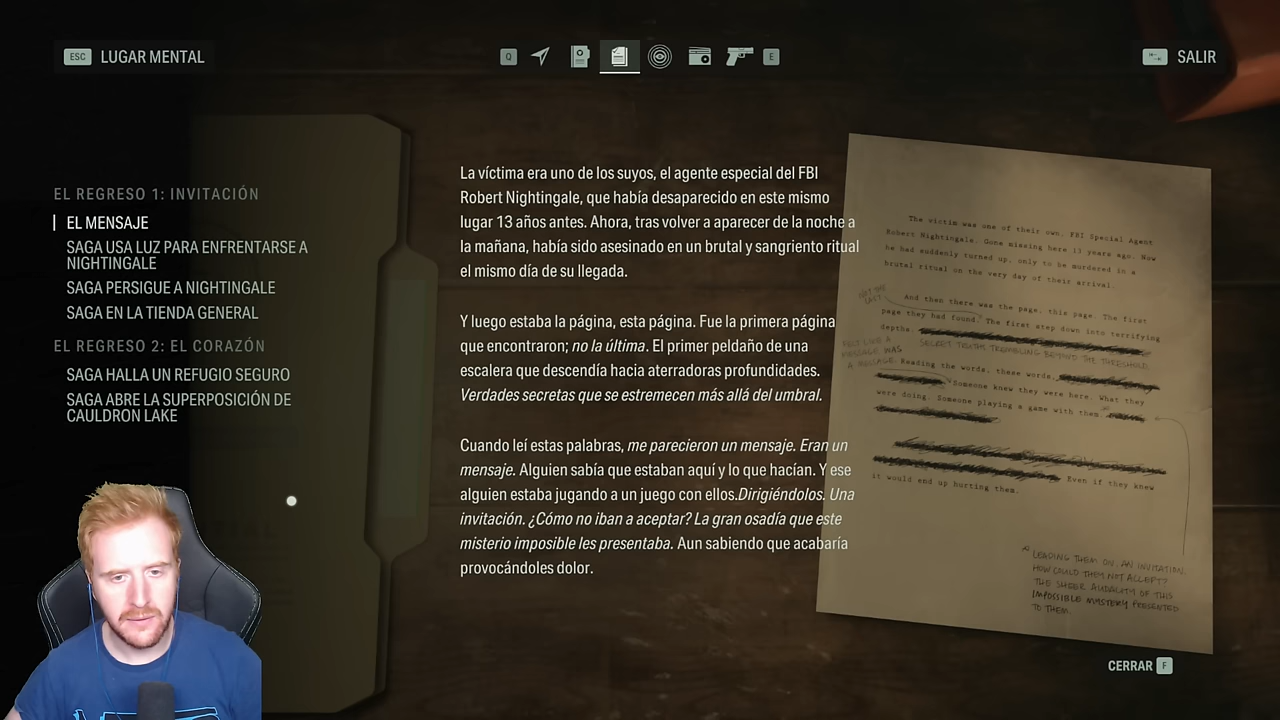 ESC LUGAR MENTAL
Q
E
SALIR
EL REGRESO 1: INVITACIÓN
EL MENSAJE
SAGA USA LUZ PARA ENFRENTARSE A
NIGHTINGALE
SAGA PERSIGUE A NIGHTINGALE
SAGA EN LA TIENDA GENERAL
EL REGRESO 2: EL CORAZÓN
SAGA HALLA UN REFUGIO SEGURO
SAGA ABRE LA SUPERPOSICIÓN DE
CAULDRON LAKE
La víctima era uno de los suyos, el agente especial del FBI
Robert Nightingale, que había desaparecido en este mismo
lugar 13 años antes. Ahora, tras volver a aparecer de la noche a
la mañana, había sido asesinado en un brutal y sangriento ritual
el mismo día de su llegada.
Y luego estaba la página, esta página. Fue la primera página
que encontraron; no la última. El primer peldaño de una
escalera que descendía hacia aterradoras profundidades.
Verdades secretas que se estremecen más allá del umbral.
Cuando leí estas palabras, me parecieron un mensaje. Eran un
mensaje. Alguien sabía que estaban aquí y lo que hacían. Y ese
alguien estaba jugando a un juego con ellos.Dirigiéndolos. Una
invitación. ¿Cómo no iban a aceptar? La gran osadía que este
misterio imposible les presentaba. Aun sabiendo que acabaría
provocándoles dolor.
The victim was one of their own. FBI Special Agent
Robert Nightingale. Gone missing here 13 years ago. Now
he had suddenly turned up, only to be murdered in a
brutal ritual on the very day of their arrival.
NOT THE
LAST
And then there was the page, this page. The first
page they had found. The first step down into terrifying
depths.
SECRET TRUTHS TREMBLING BEYOND THE THRESHOLD.
FELT LIKE A
MESSAGE. WAS
A MESSAGE.
Reading the words, these words,
Someone knew they were here. What they
were doing. Someone playing a game with them.
Even if they knew
it would end up hurting them.
LEADING THEM ON. AN INVITATION.
HOW COULD THEY NOT ACCEPT?
THE SHEER AUDACITY OF THIS
IMPOSSIBLE MYSTERY PRESENTED
TO THEM.
CERRAR F